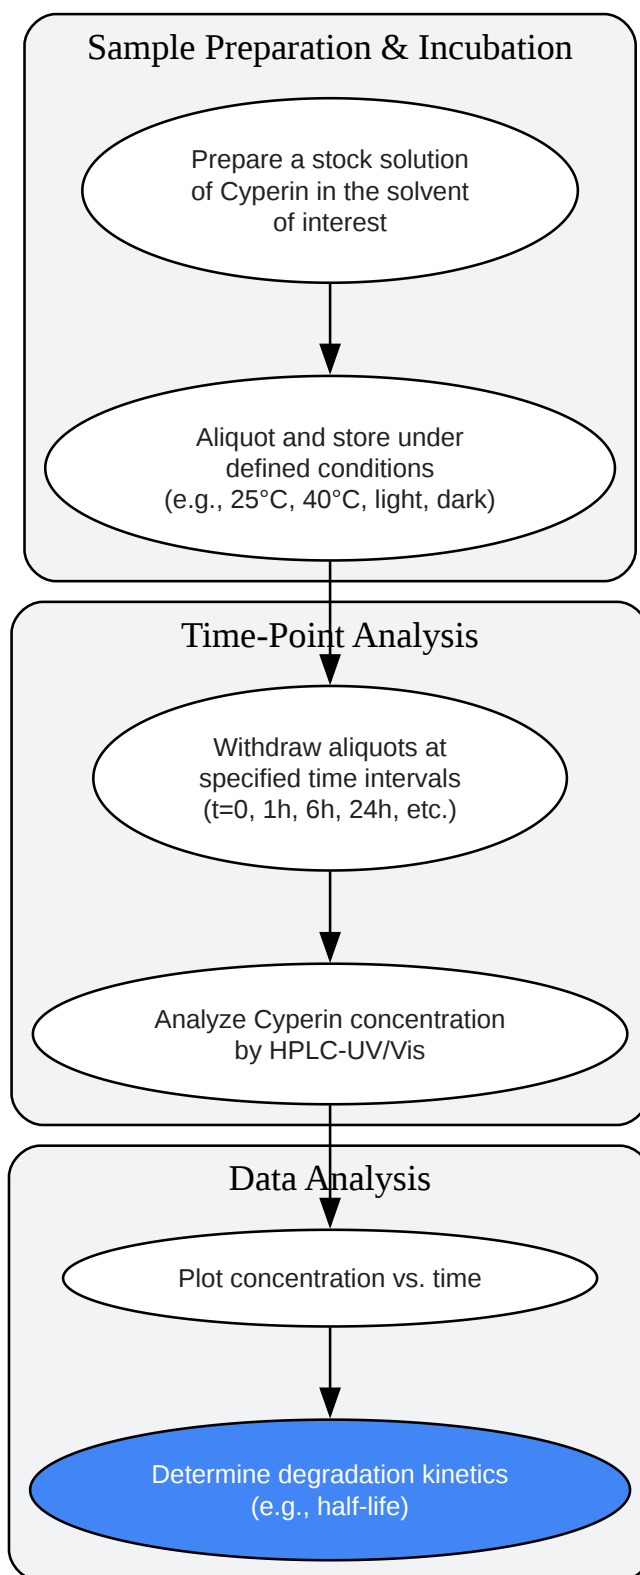 Sample Preparation & Incubation
Prepare a stock solution
of Cyperin in the solvent
of interest
Aliquot and store under
defined conditions
(e.g., 25°C, 40°C, light, dark)
Time-Point Analysis
Withdraw aliquots at
specified time intervals
(t=0, 1h, 6h, 24h, etc.)
Analyze Cyperin concentration
by HPLC-UV/Vis
Data Analysis
Plot concentration vs. time
Determine degradation kinetics
(e.g., half-life)